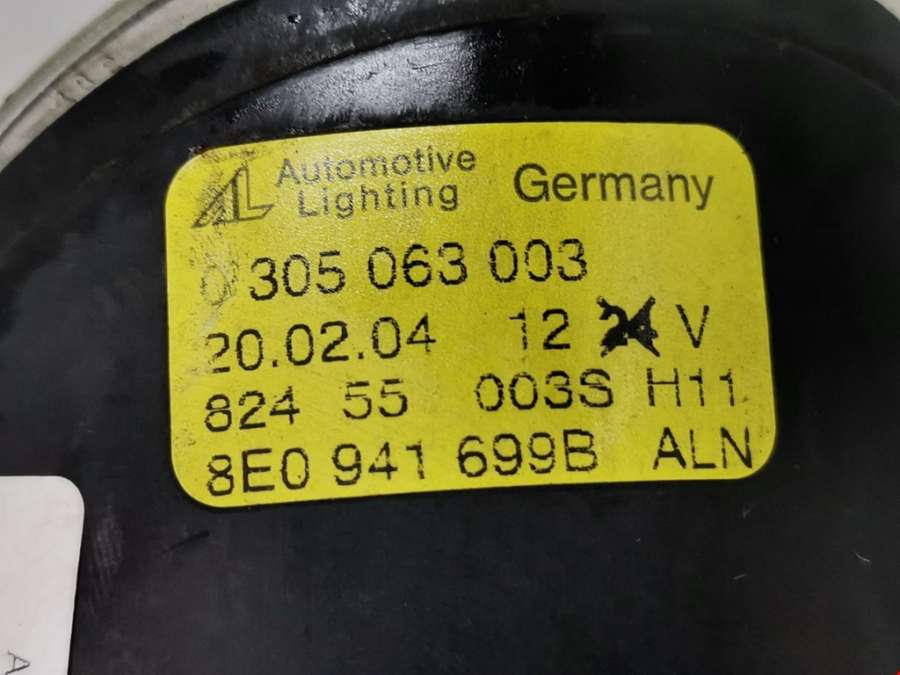 AL Automotive Lighting Germany
0 305 063 003
20.02.04 12 24 V
824 55 003S H11
8E0 941 699B ALN
A